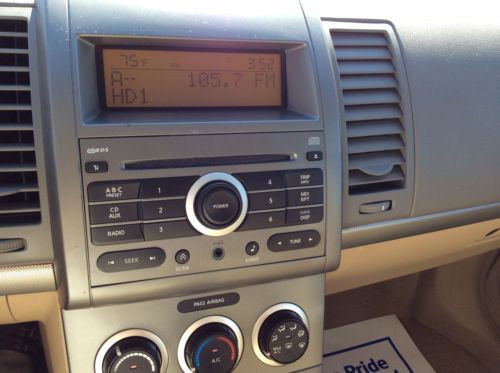 75°F 3:52
A-- 105.7 FM
HD1
R·D·S
A·B·C PRESET
1
4
TRIP INFO
CD AUX
2
POWER
5
MIX RPT
RADIO
3
6
CLOCK DISP
SEEK
SCAN
TUNE
PASS AIRBAG
MAX A/C
A/C
Pride